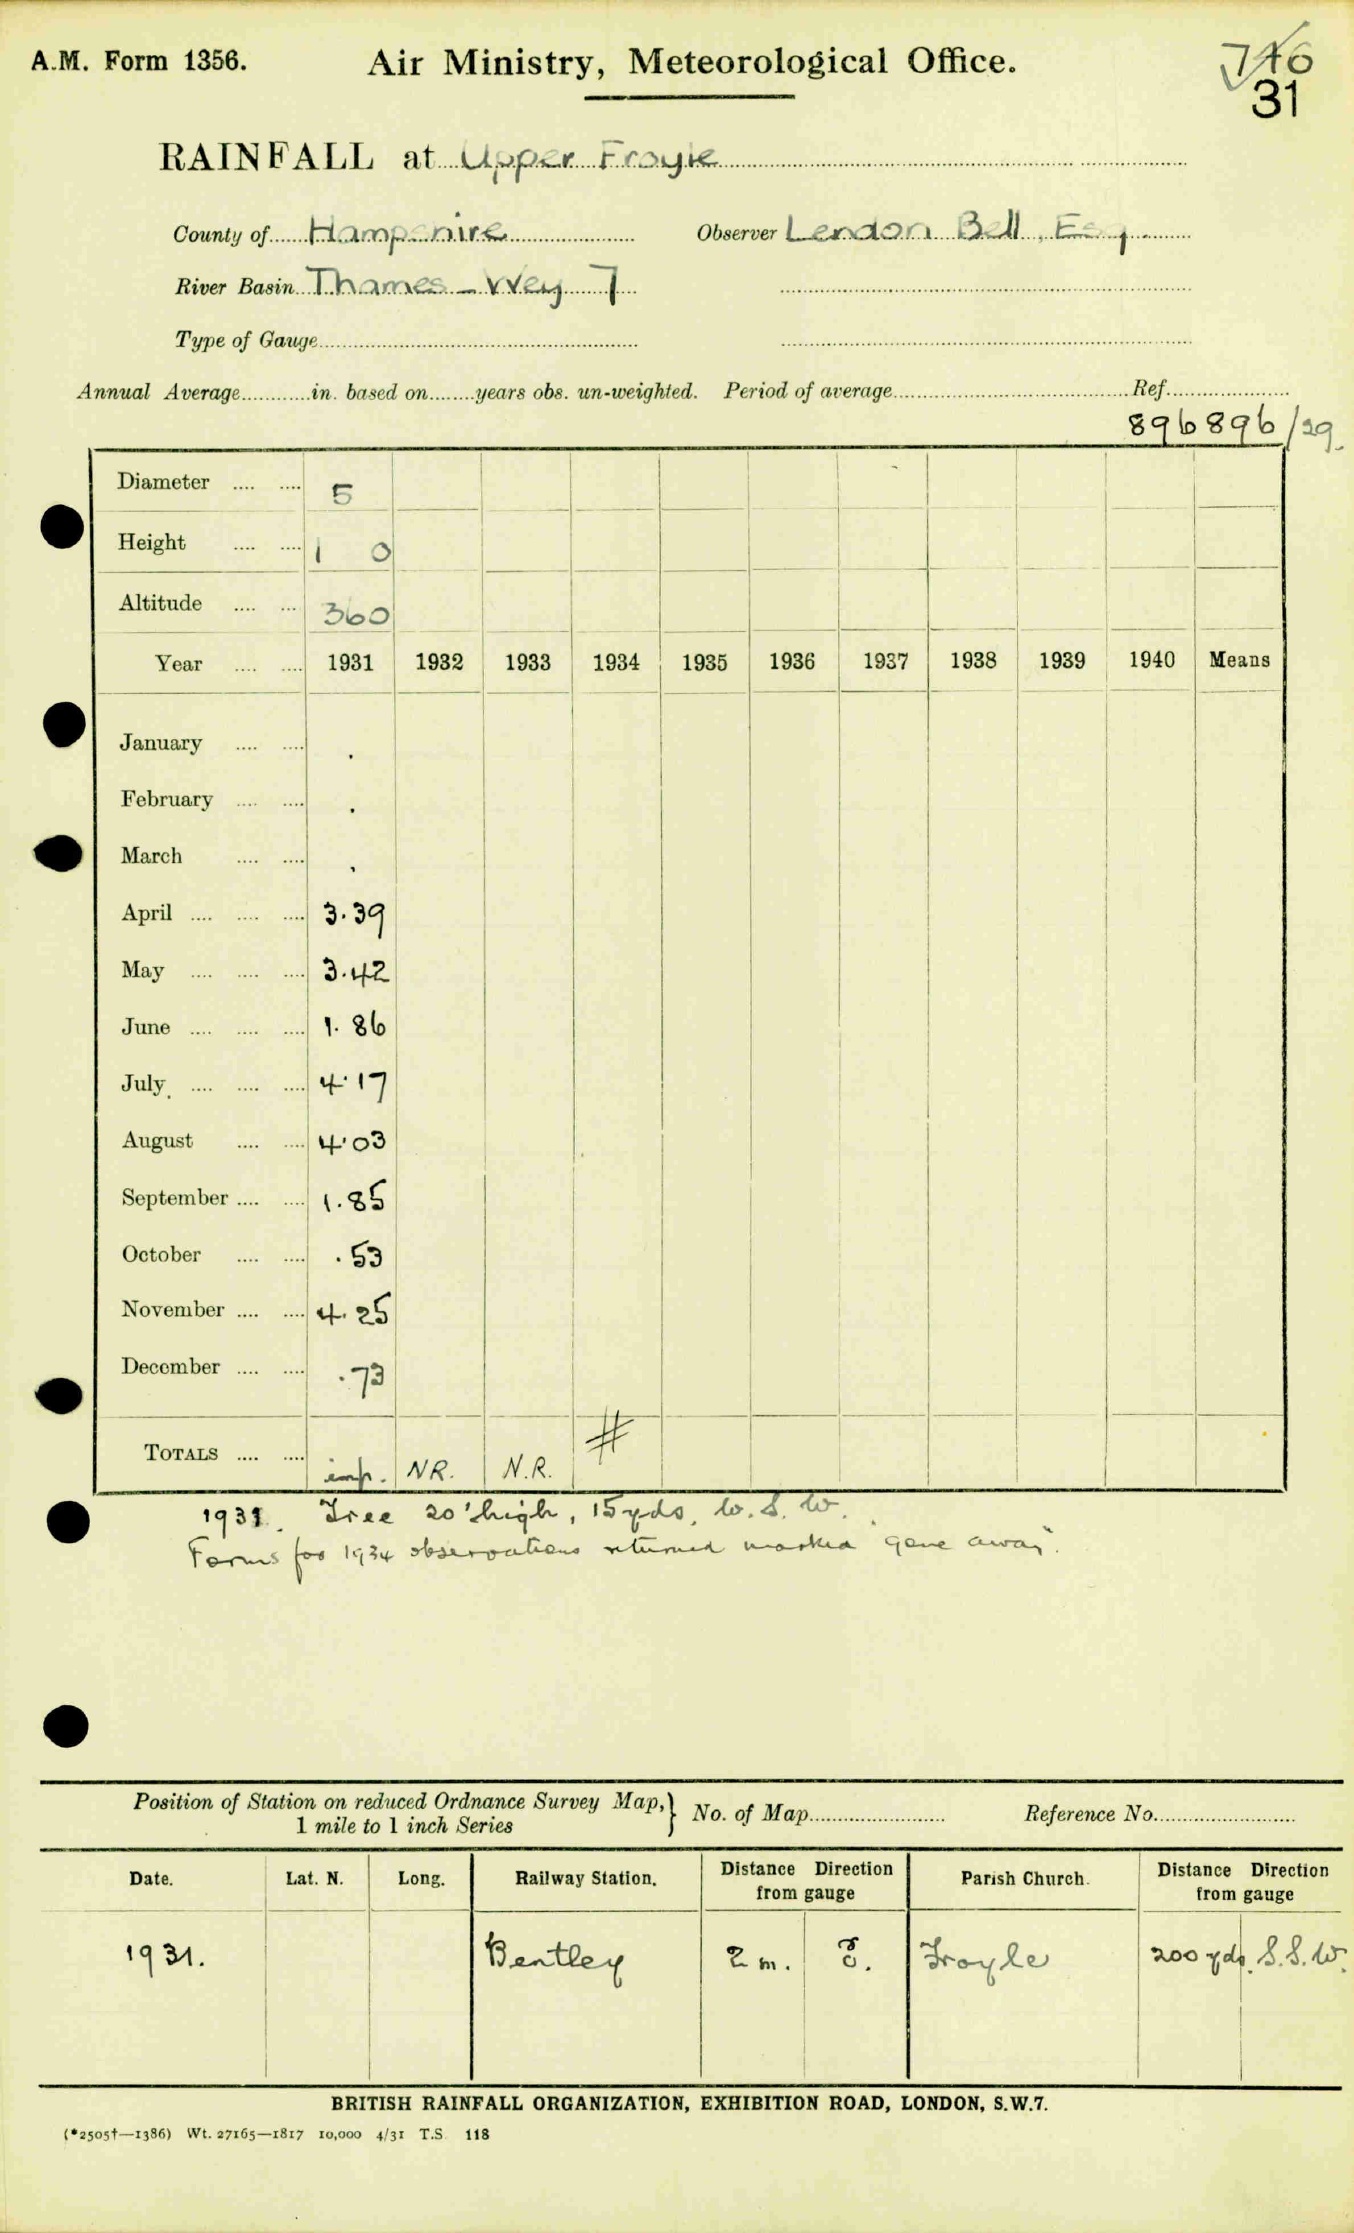 A.M. Form 1356. Air Ministry, Meteorological Office. 746
31
RAINFALL at Upper Froyle
County of Hampshire Observer Lendon Bell, Esq.
River Basin Thames - Wey 7
Type of Gauge
Annual Average in. based on years obs. un-weighted. Period of average Ref.
896896/29.
Diameter 5
Height 1 0
Altitude 360
Year 1931 1932 1933 1934 1935 1936 1937 1938 1939 1940 Means
January .
February .
March .
April 3.39
May 3.42
June 1.86
July 4.17
August 4.03
September 1.85
October .53
November 4.25
December .73
TOTALS imp. NR. N.R. #
1931. Tree 20' high, 15 yds. W.S.W.
Forms for 1934 observations returned marked "gone away".
Position of Station on reduced Ordnance Survey Map, } No. of Map Reference No.
1 mile to 1 inch Series
Date. Lat. N. Long. Railway Station. Distance Direction from gauge Parish Church. Distance Direction from gauge
1931. Bentley 2 m. E. Froyle 200 yds. S.S.W.
BRITISH RAINFALL ORGANIZATION, EXHIBITION ROAD, LONDON, S.W.7.
(*2505†—1386) Wt. 27165—1817 10,000 4/31 T.S. 118